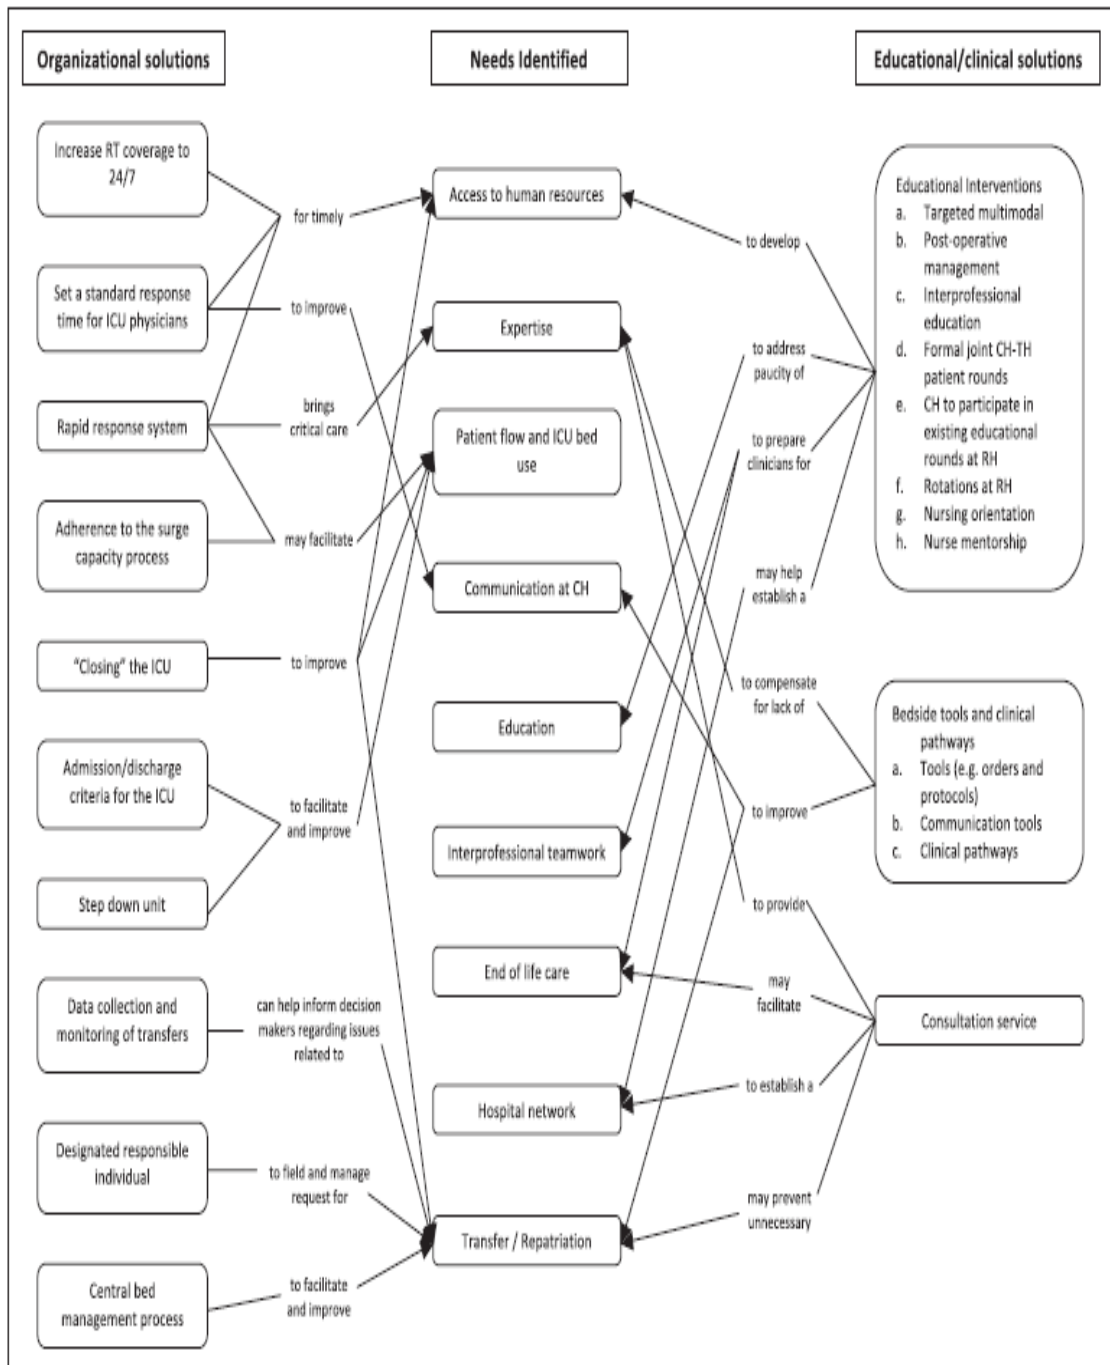 Organizational solutions
Needs Identified
Educational/clinical solutions
Increase RT coverage to
24/7
Set a standard response
time for ICU physicians
Rapid response system
Adherence to the surge
capacity process
"Closing" the ICU
Admission/discharge
criteria for the ICU
Step down unit
Data collection and
monitoring of transfers
Designated responsible
individual
Central bed
management process
for timely
to improve
brings
critical care
may facilitate
to improve
to facilitate
and improve
can help inform decision
makers regarding issues
related to
to field and manage
request for
to facilitate
and improve
Access to human resources
Expertise
Patient flow and ICU bed
use
Communication at CH
Education
Interprofessional teamwork
End of life care
Hospital network
Transfer / Repatriation
to develop
to address
paucity of
to prepare
clinicians for
may help
establish a
to compensate
for lack of
to improve
to provide
may
facilitate
to establish a
may prevent
unnecessary
Educational Interventions
a. Targeted multimodal
b. Post-operative
management
c. Interprofessional
education
d. Formal joint CH-TH
patient rounds
e. CH to participate in
existing educational
rounds at RH
f. Rotations at RH
g. Nursing orientation
h. Nurse mentorship
Bedside tools and clinical
pathways
a. Tools (e.g. orders and
protocols)
b. Communication tools
c. Clinical pathways
Consultation service